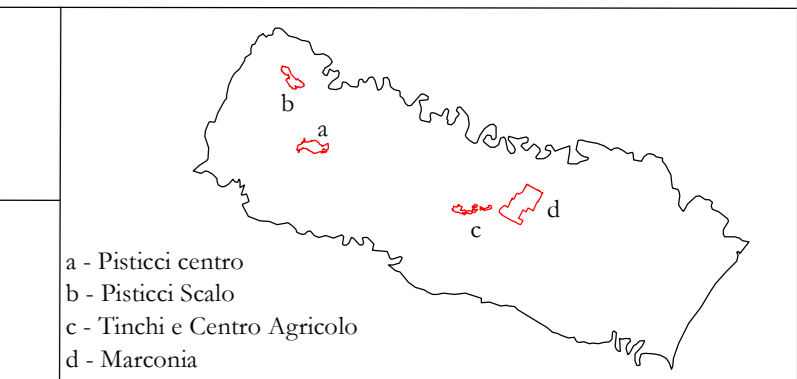 b
a
d
c
a - Pisticci centro
b - Pisticci Scalo
c - Tinchi e Centro Agricolo
d - Marconia